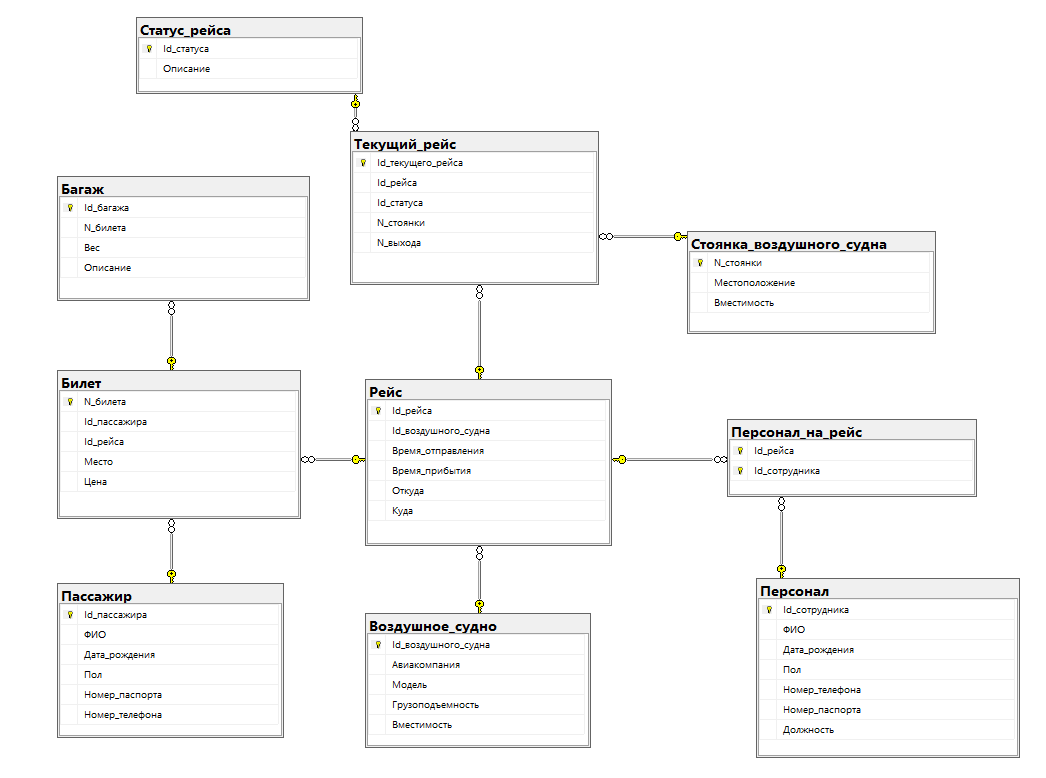 Статус_рейса
Id_статуса
Описание
Текущий_рейс
Id_текущего_рейса
Id_рейса
Id_статуса
N_стоянки
N_выхода
Багаж
Id_багажа
N_билета
Вес
Описание
Стоянка_воздушного_судна
N_стоянки
Местоположение
Вместимость
Билет
N_билета
Id_пассажира
Id_рейса
Место
Цена
Рейс
Id_рейса
Id_воздушного_судна
Время_отправления
Время_прибытия
Откуда
Куда
Персонал_на_рейс
Id_рейса
Id_сотрудника
Пассажир
Id_пассажира
ФИО
Дата_рождения
Пол
Номер_паспорта
Номер_телефона
Воздушное_судно
Id_воздушного_судна
Авиакомпания
Модель
Грузоподъемность
Вместимость
Персонал
Id_сотрудника
ФИО
Дата_рождения
Пол
Номер_телефона
Номер_паспорта
Должность